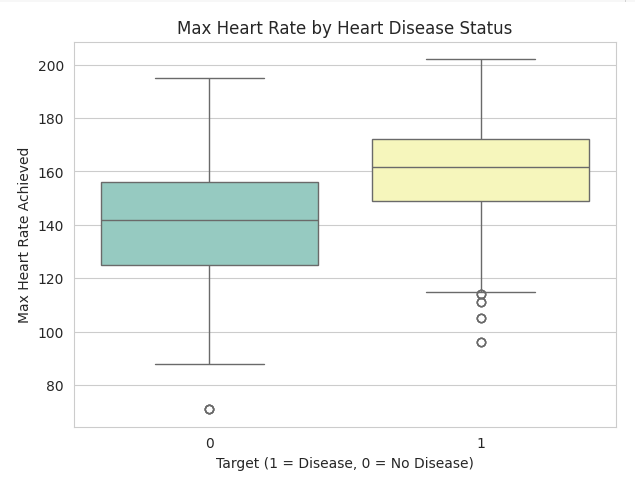 Max Heart Rate by Heart Disease Status
Max Heart Rate Achieved
200
180
160
140
120
100
80
0 1
Target (1 = Disease, 0 = No Disease)